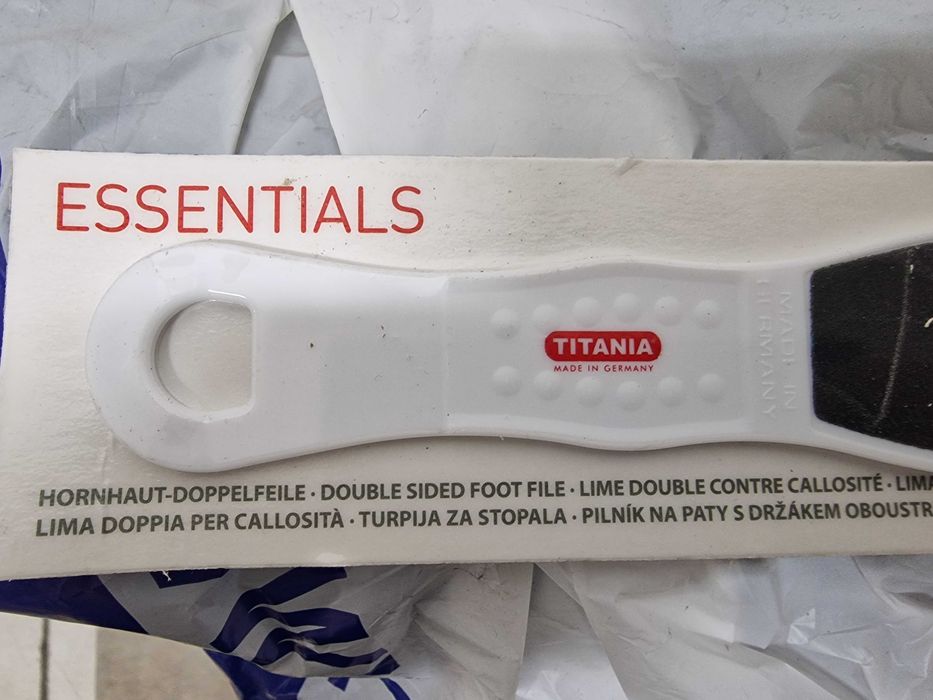 ESSENTIALS
TITANIA
MADE IN GERMANY
MADE IN
GERMANY
HORNHAUT-DOPPELFEILE · DOUBLE SIDED FOOT FILE · LIME DOUBLE CONTRE CALLOSITÉ · LIMA
LIMA DOPPIA PER CALLOSITÀ · TURPIJA ZA STOPALA · PILNÍK NA PATY S DRŽÁKEM OBOUSTR